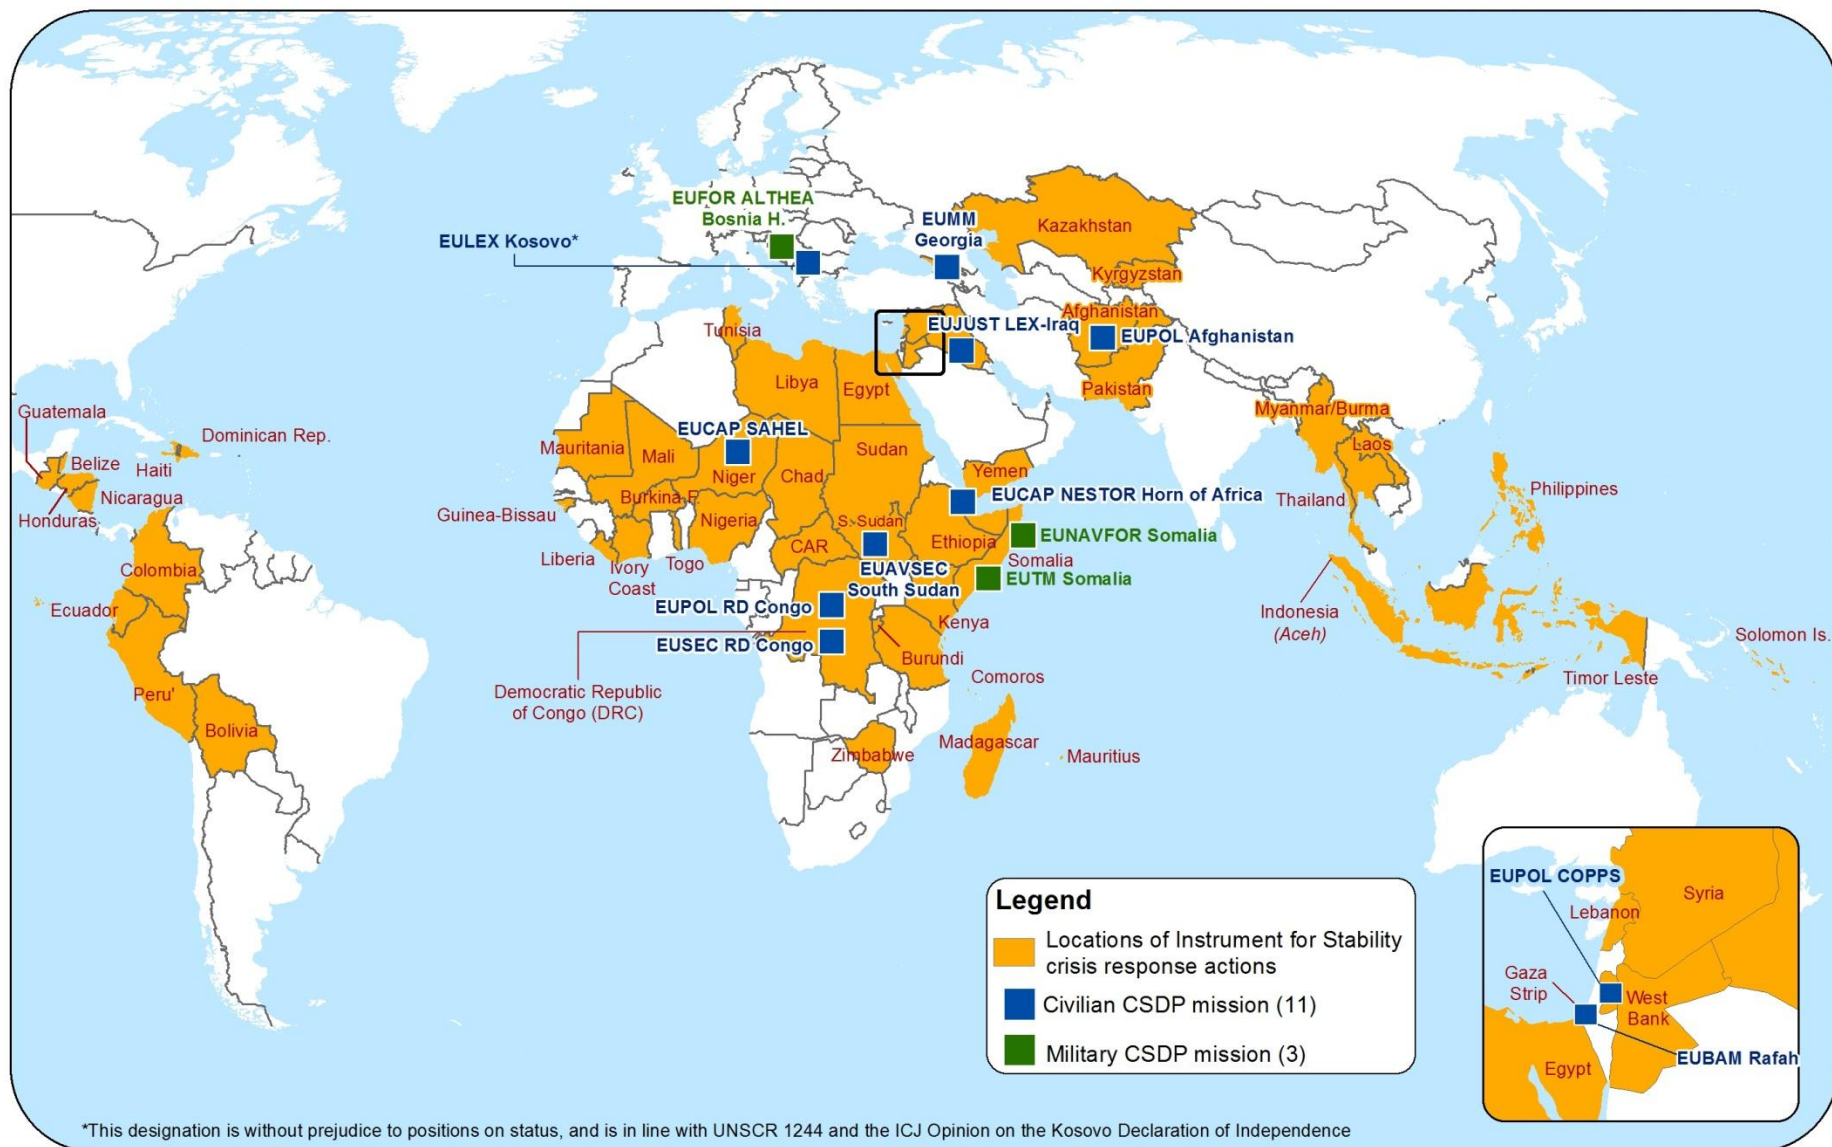 EUFOR ALTHEA
Bosnia H.
EULEX Kosovo*
EUMM
Georgia
Kazakhstan
Kyrgyzstan
Afghanistan
EUJUST LEX-Iraq
EUPOL Afghanistan
Tunisia
Libya
Egypt
Pakistan
Guatemala
Dominican Rep.
Belize
Haiti
Nicaragua
Honduras
Myanmar/Burma
Laos
EUCAP SAHEL
Mauritania
Mali
Niger
Chad
Sudan
Yemen
Burkina F.
Thailand
Philippines
EUCAP NESTOR Horn of Africa
Guinea-Bissau
Nigeria
S. Sudan
EUNAVFOR Somalia
Liberia
Ivory
Coast
Togo
CAR
Ethiopia
Somalia
Colombia
EUAVSEC
South Sudan
EUTM Somalia
Ecuador
EUPOL RD Congo
Kenya
Indonesia
(Aceh)
EUSEC RD Congo
Burundi
Solomon Is.
Peru'
Democratic Republic
of Congo (DRC)
Comoros
Timor Leste
Bolivia
Zimbabwe
Madagascar
Mauritius
Legend
Locations of Instrument for Stability
crisis response actions
Civilian CSDP mission (11)
Military CSDP mission (3)
EUPOL COPPS
Syria
Lebanon
Gaza
Strip
West
Bank
EUBAM Rafah
Egypt
*This designation is without prejudice to positions on status, and is in line with UNSCR 1244 and the ICJ Opinion on the Kosovo Declaration of Independence